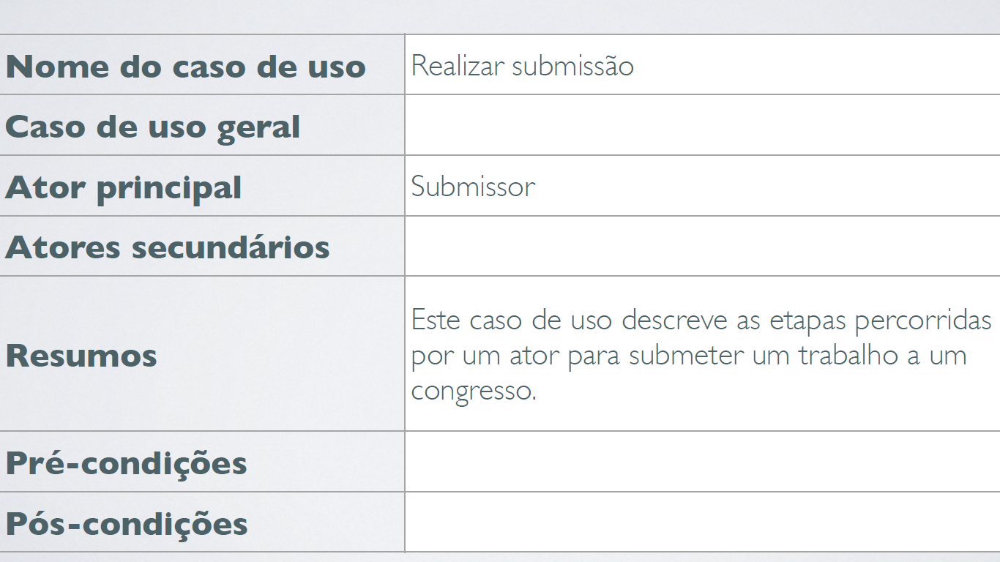 Nome do caso de uso
Realizar submissão
Caso de uso geral
Ator principal
Submissor
Atores secundários
Resumos
Este caso de uso descreve as etapas percorridas
por um ator para submeter um trabalho a um
congresso.
Pré-condições
Pós-condições